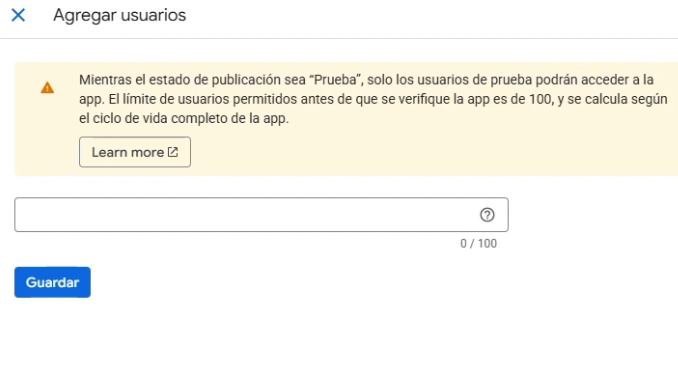 Agregar usuarios
Mientras el estado de publicación sea “Prueba”, solo los usuarios de prueba podrán acceder a la
app. El límite de usuarios permitidos antes de que se verifique la app es de 100, y se calcula según
el ciclo de vida completo de la app.
Learn more
0 / 100
Guardar